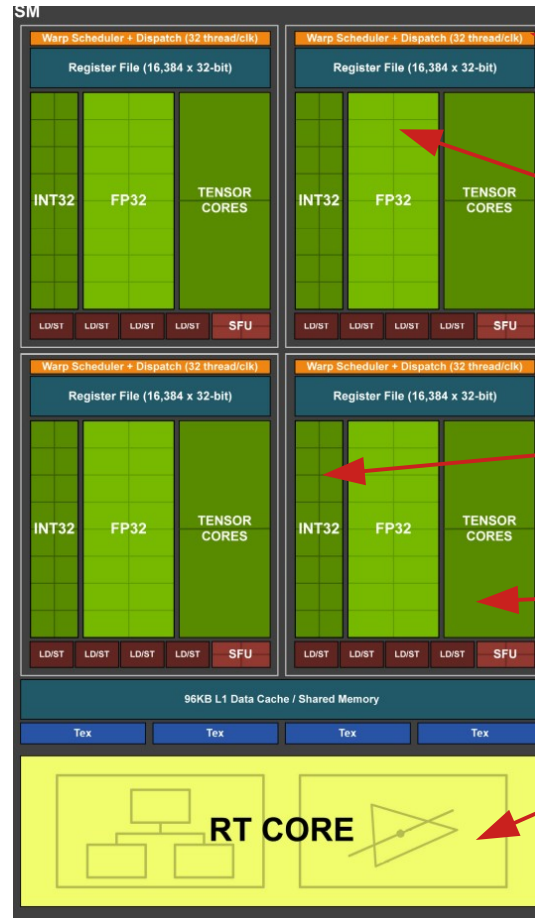 SM
Warp Scheduler + Dispatch (32 thread/clk)
Register File (16,384 x 32-bit)
INT32
FP32
TENSOR
CORES
LD/ST
LD/ST
LD/ST
LD/ST
SFU
Warp Scheduler + Dispatch (32 thread/clk)
Register File (16,384 x 32-bit)
INT32
FP32
TENSOR
CORES
LD/ST
LD/ST
LD/ST
LD/ST
SFU
Warp Scheduler + Dispatch (32 thread/clk)
Register File (16,384 x 32-bit)
INT32
FP32
TENSOR
CORES
LD/ST
LD/ST
LD/ST
LD/ST
SFU
Warp Scheduler + Dispatch (32 thread/clk)
Register File (16,384 x 32-bit)
INT32
FP32
TENSOR
CORES
LD/ST
LD/ST
LD/ST
LD/ST
SFU
96KB L1 Data Cache / Shared Memory
Tex
Tex
Tex
Tex
RT CORE